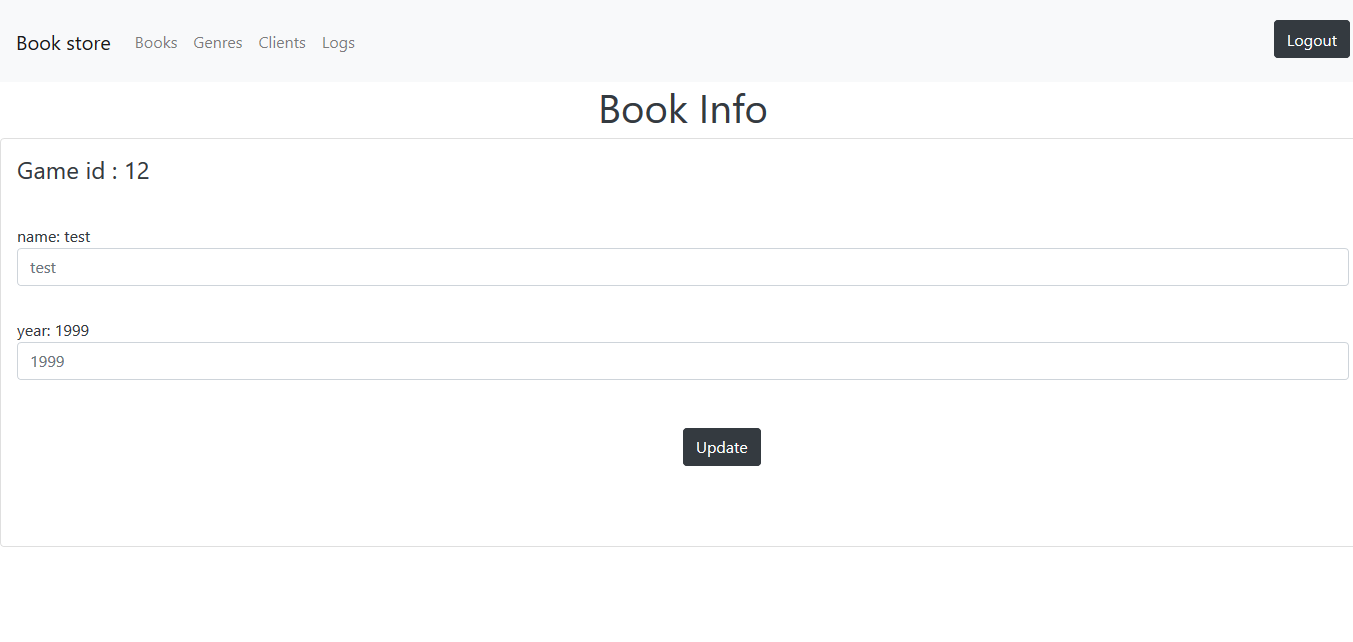 Book store Books Genres Clients Logs Logout
Book Info
Game id : 12
name: test
test
year: 1999
1999
Update